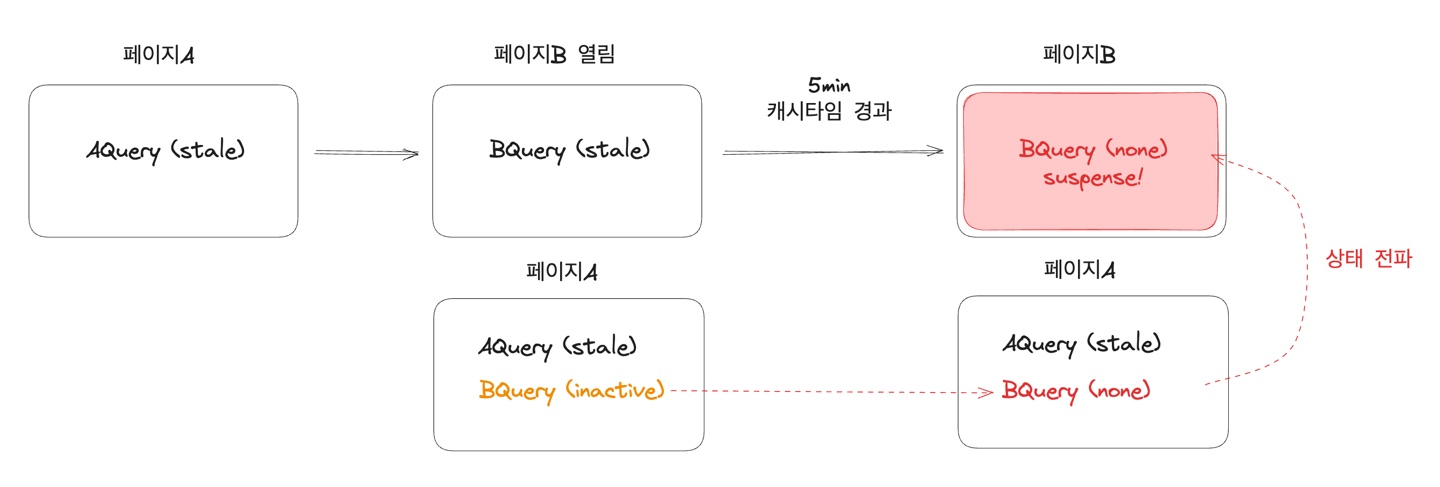 페이지A
AQuery (stale)
페이지B 열림
BQuery (stale)
5min
캐시타임 경과
페이지B
BQuery (none)
suspense!
페이지A
AQuery (stale)
BQuery (inactive)
페이지A
AQuery (stale)
BQuery (none)
상태 전파